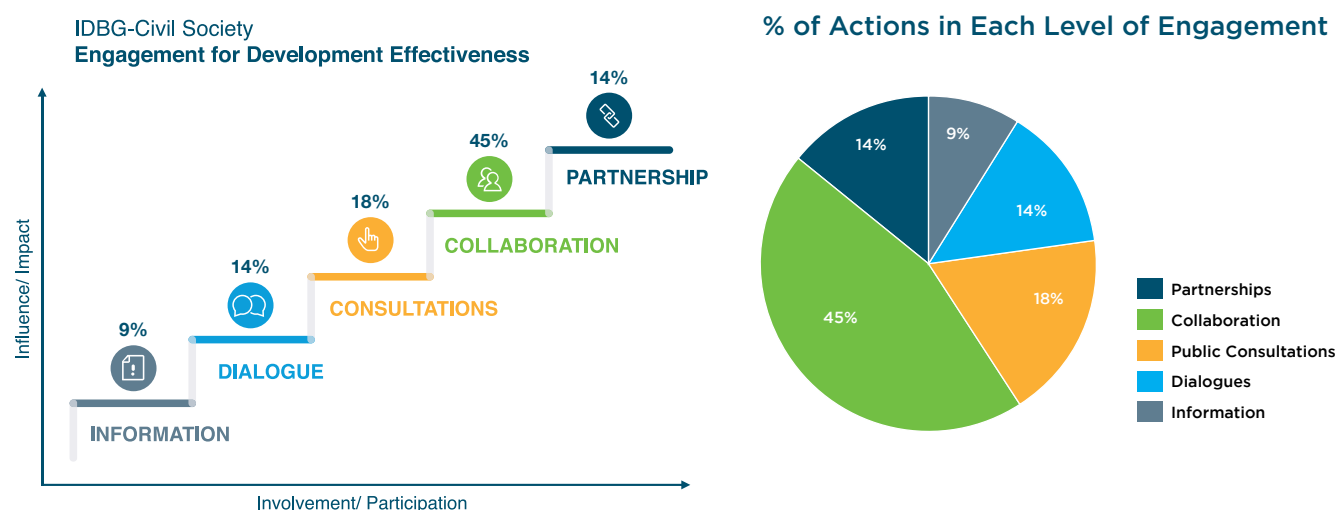 IDBG-Civil Society
Engagement for Development Effectiveness
14%
PARTNERSHIP
45%
COLLABORATION
18%
CONSULTATIONS
14%
DIALOGUE
9%
INFORMATION
Influence/ Impact
Involvement/ Participation
% of Actions in Each Level of Engagement
14%
9%
14%
18%
45%
Partnerships
Collaboration
Public Consultations
Dialogues
Information